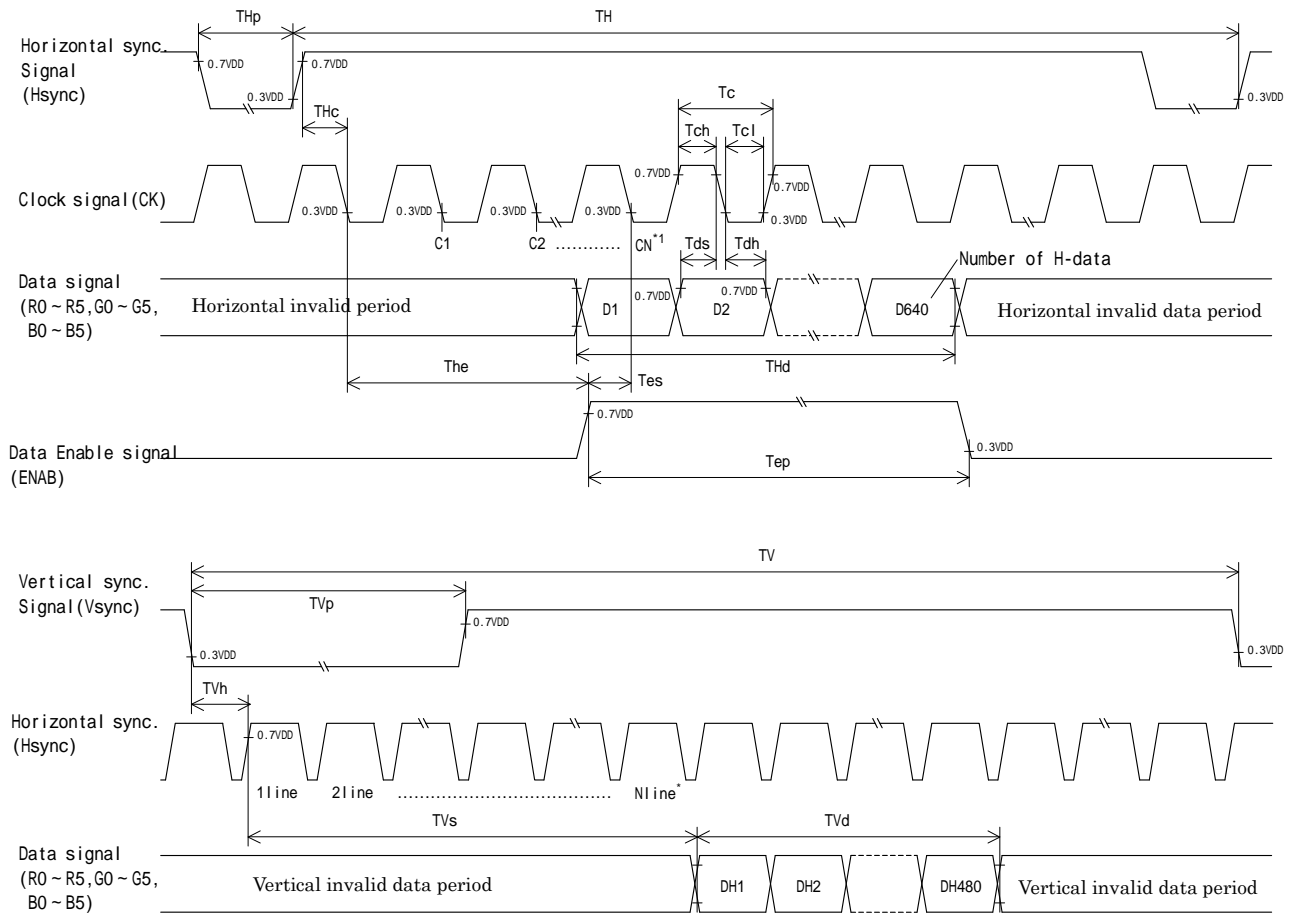 THp TH
Horizontal sync.
Signal
(Hsync)
0.7VDD 0.7VDD
0.3VDD 0.3VDD
THc Tc
Tch Tcl
Clock signal(CK)
0.7VDD 0.7VDD
0.3VDD 0.3VDD 0.3VDD 0.3VDD 0.3VDD
C1 C2 ............ CN*1
Tds Tdh
Number of H-data
Data signal
(R0~R5,G0~G5,
B0~B5)
Horizontal invalid period
0.7VDD 0.7VDD
D1 D2 D640
Horizontal invalid data period
THd
The Tes
0.7VDD
Data Enable signal
(ENAB)
0.3VDD
Tep
TV
Vertical sync.
Signal(Vsync)
TVp
0.7VDD
0.3VDD 0.3VDD
TVh
Horizontal sync.
(Hsync)
0.7VDD
1line 2line ....................................... Nline*
TVs TVd
Data signal
(R0~R5,G0~G5,
B0~B5)
Vertical invalid data period
DH1 DH2 DH480
Vertical invalid data period